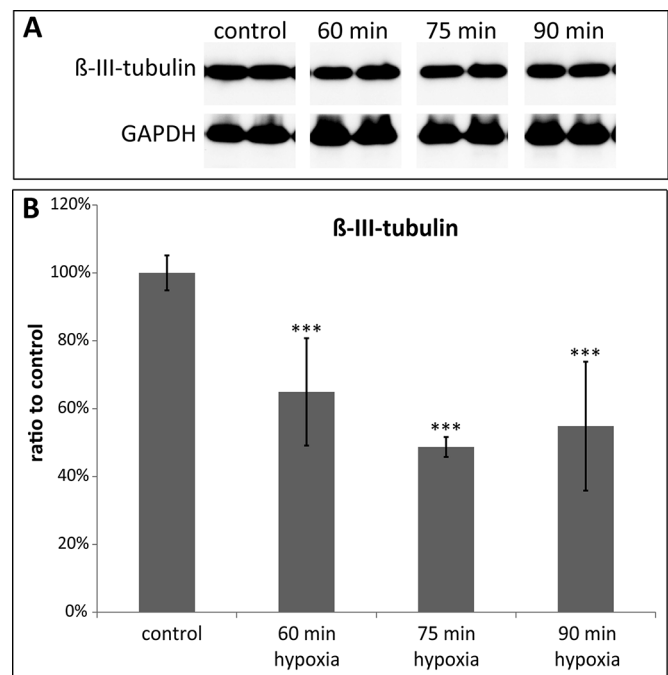 A
control 60 min 75 min 90 min
ß-III-tubulin
GAPDH
B
ß-III-tubulin
ratio to control
120%
100%
80%
60%
40%
20%
0%
***
***
***
control 60 min hypoxia 75 min hypoxia 90 min hypoxia